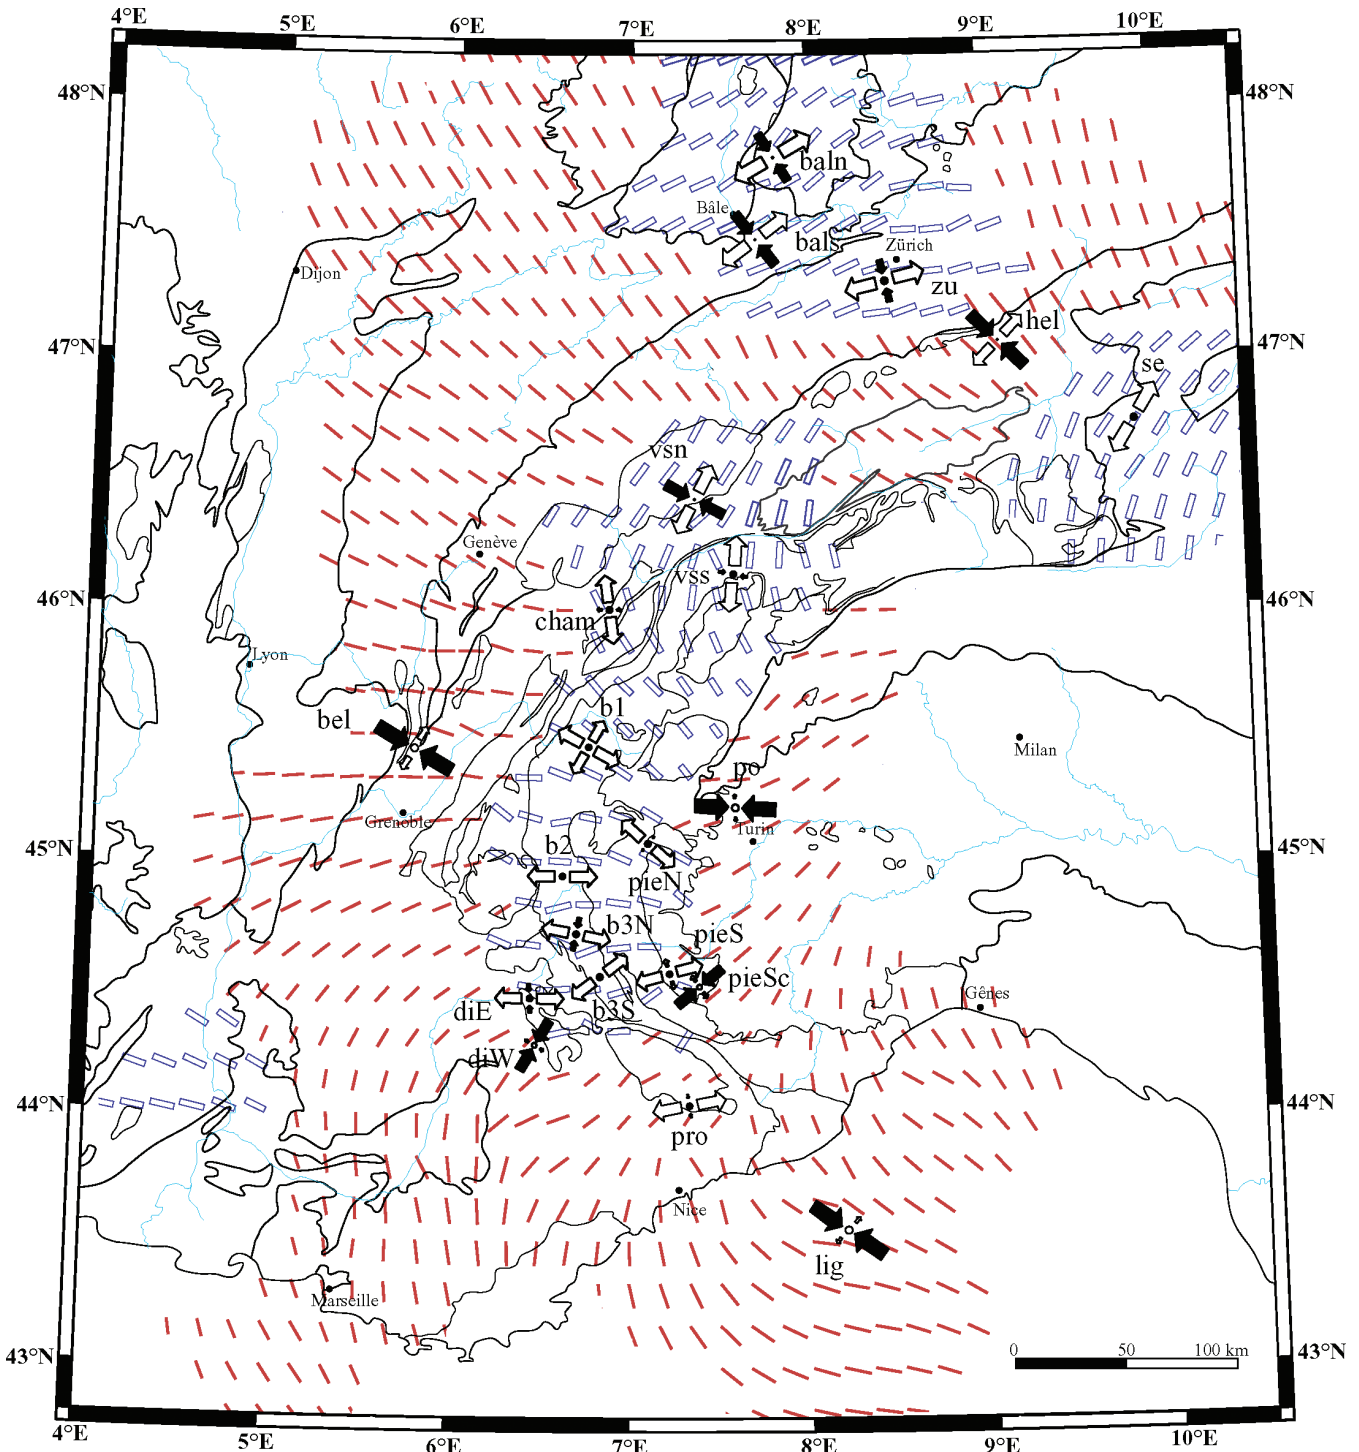 4°E
5°E
6°E
7°E
8°E
9°E
10°E
48°N
48°N
baln
Bâle
bals
Zürich
zu
Dijon
hel
47°N
47°N
se
vsn
Genève
vss
46°N
46°N
cham
Lyon
bel
b1
Milan
po
Grenoble
Turin
45°N
45°N
b2
pieN
b3N
pieS
pieSc
Gênes
diE
b3S
diW
44°N
44°N
pro
Nice
lig
Marseille
43°N
43°N
0
50
100 km
4°E
5°E
6°E
7°E
8°E
9°E
10°E